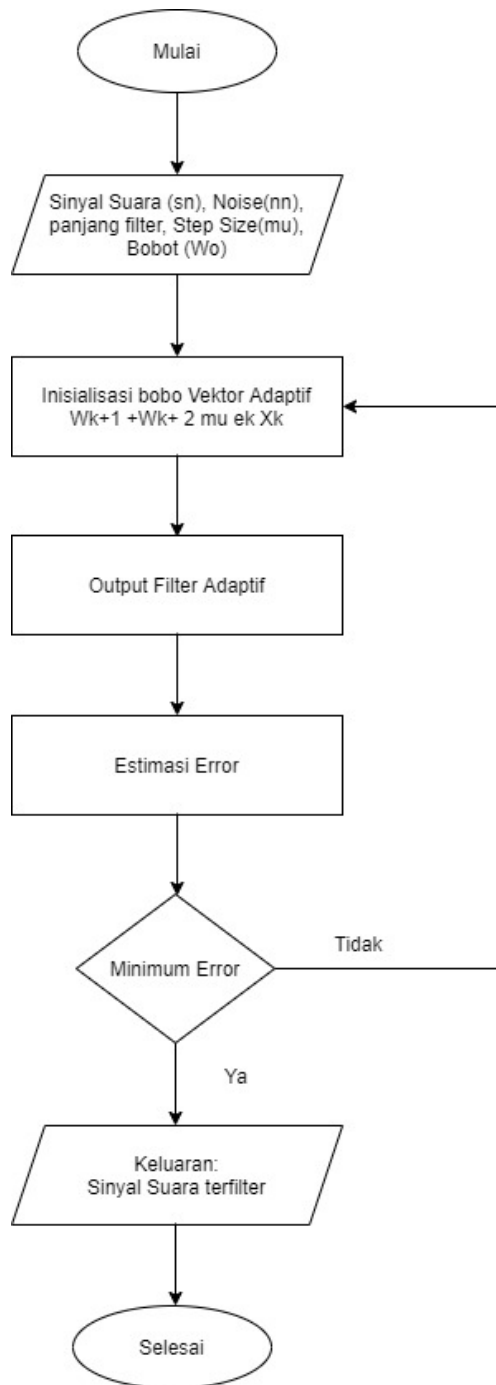 Mulai
Sinyal Suara (sn), Noise(nn),
panjang filter, Step Size(mu),
Bobot (Wo)
Inisialisasi bobo Vektor Adaptif
Wk+1 +Wk+ 2 mu ek Xk
Output Filter Adaptif
Estimasi Error
Minimum Error
Tidak
Ya
Keluaran:
Sinyal Suara terfilter
Selesai